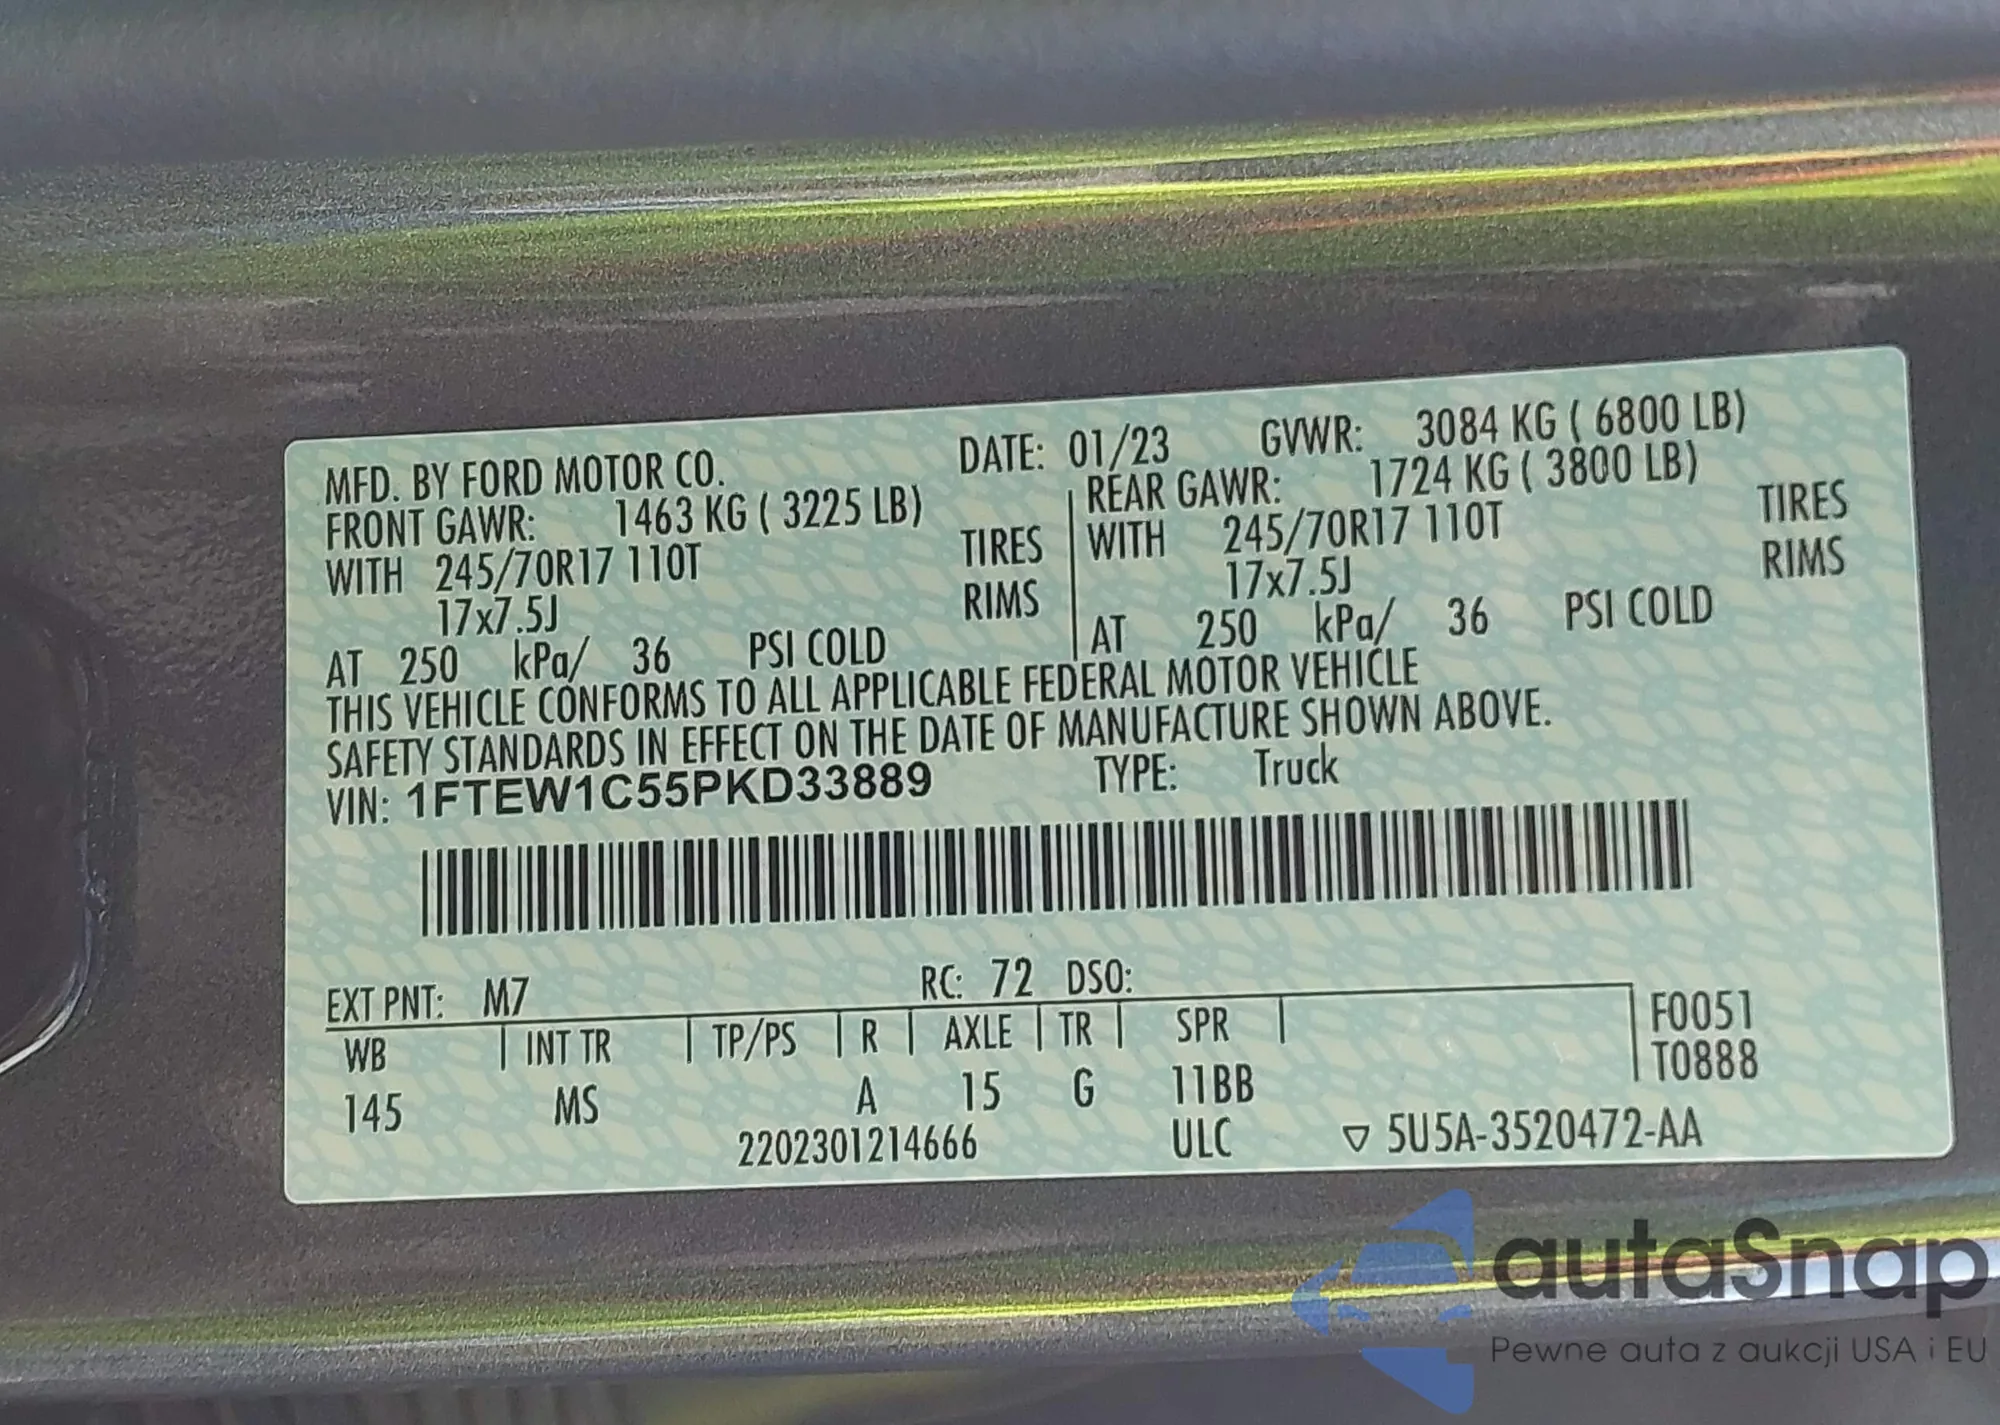 MFD. BY FORD MOTOR CO. DATE: 01/23 GVWR: 3084 KG ( 6800 LB)
FRONT GAWR: 1463 KG ( 3225 LB) REAR GAWR: 1724 KG ( 3800 LB)
WITH 245/70R17 110T TIRES WITH 245/70R17 110T TIRES
17x7.5J RIMS 17x7.5J RIMS
AT 250 kPa/ 36 PSI COLD AT 250 kPa/ 36 PSI COLD
THIS VEHICLE CONFORMS TO ALL APPLICABLE FEDERAL MOTOR VEHICLE
SAFETY STANDARDS IN EFFECT ON THE DATE OF MANUFACTURE SHOWN ABOVE.
VIN: 1FTEW1C55PKD33889 TYPE: Truck
EXT PNT: M7 RC: 72 DSO:
WB INT TR TP/PS R AXLE TR SPR F0051
T0888
145 MS A 15 G 11BB
2202301214666 ULC ▽ 5U5A-3520472-AA
autaSnap
Pewne auta z aukcji USA i EU